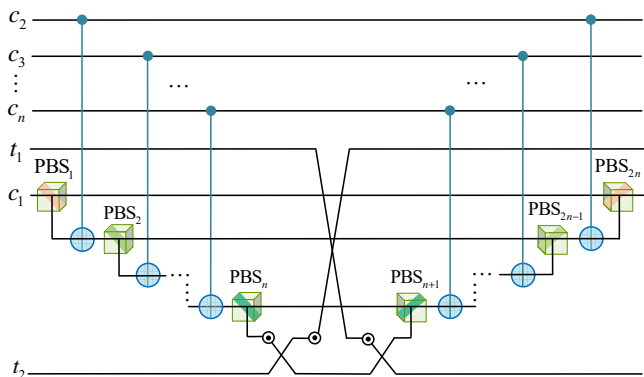 c₂
c₃
⋮ ... ...
cₙ
t₁
PBS₁ PBS₂ₙ
c₁
PBS₂ PBS₂ₙ₋₁
PBSₙ PBSₙ₊₁
t₂